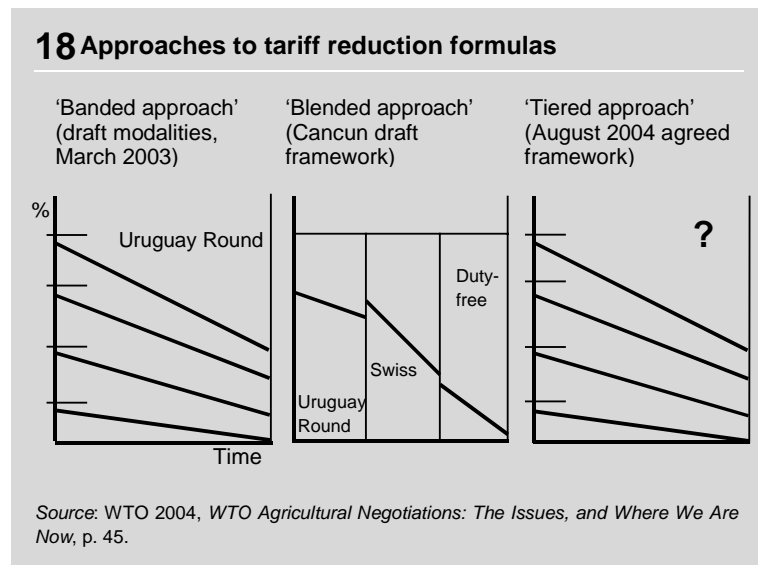 18 Approaches to tariff reduction formulas
'Banded approach'
(draft modalities,
March 2003)
'Blended approach'
(Cancun draft
framework)
'Tiered approach'
(August 2004 agreed
framework)
%
Uruguay Round
Time
Uruguay
Round
Swiss
Duty-
free
?
Source: WTO 2004, WTO Agricultural Negotiations: The Issues, and Where We Are
Now, p. 45.